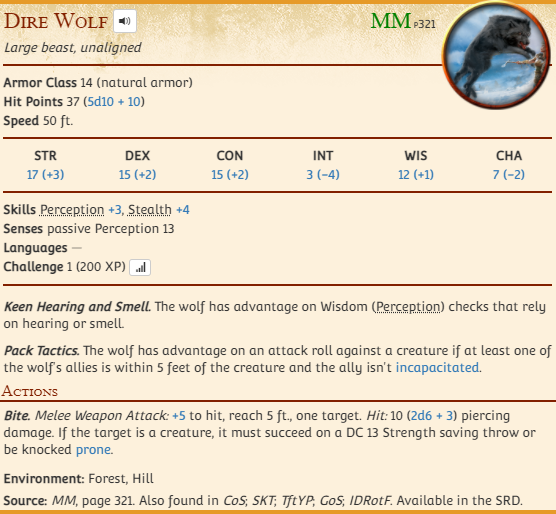 DIRE WOLF MM P321
Large beast, unaligned
Armor Class 14 (natural armor)
Hit Points 37 (5d10 + 10)
Speed 50 ft.
STR DEX CON INT WIS CHA
17 (+3) 15 (+2) 15 (+2) 3 (−4) 12 (+1) 7 (−2)
Skills Perception +3, Stealth +4
Senses passive Perception 13
Languages —
Challenge 1 (200 XP)
Keen Hearing and Smell. The wolf has advantage on Wisdom (Perception) checks that rely
on hearing or smell.
Pack Tactics. The wolf has advantage on an attack roll against a creature if at least one of
the wolf's allies is within 5 feet of the creature and the ally isn't incapacitated.
ACTIONS
Bite. Melee Weapon Attack: +5 to hit, reach 5 ft., one target. Hit: 10 (2d6 + 3) piercing
damage. If the target is a creature, it must succeed on a DC 13 Strength saving throw or
be knocked prone.
Environment: Forest, Hill
Source: MM, page 321. Also found in CoS; SKT; TftYP; GoS; IDRotF. Available in the SRD.